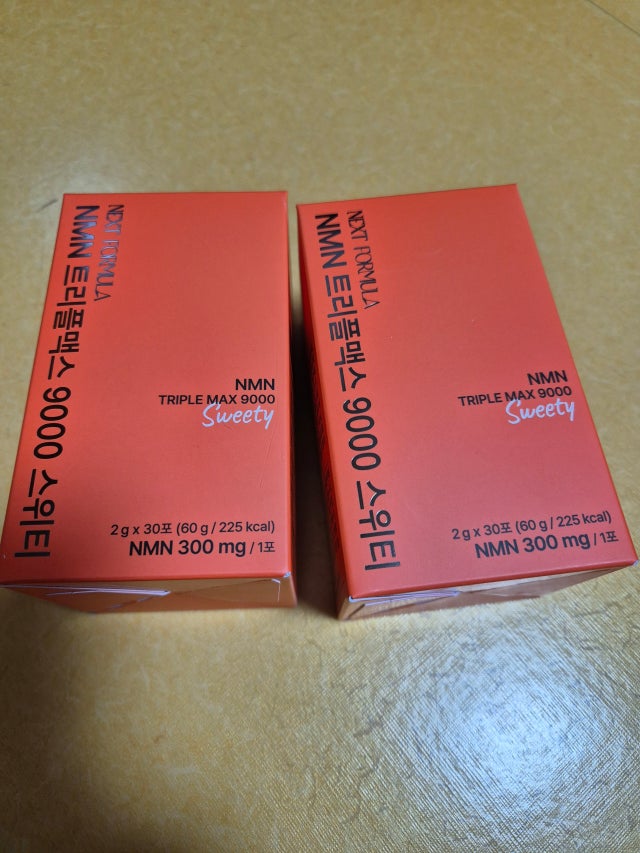 NEXT FORMULA
NMN 트리플맥스 9000 스위티
NMN
TRIPLE MAX 9000
Sweety
2 g x 30포 (60 g / 225 kcal)
NMN 300 mg / 1포
NEXT FORMULA
NMN 트리플맥스 9000 스위티
NMN
TRIPLE MAX 9000
Sweety
2 g x 30포 (60 g / 225 kcal)
NMN 300 mg / 1포